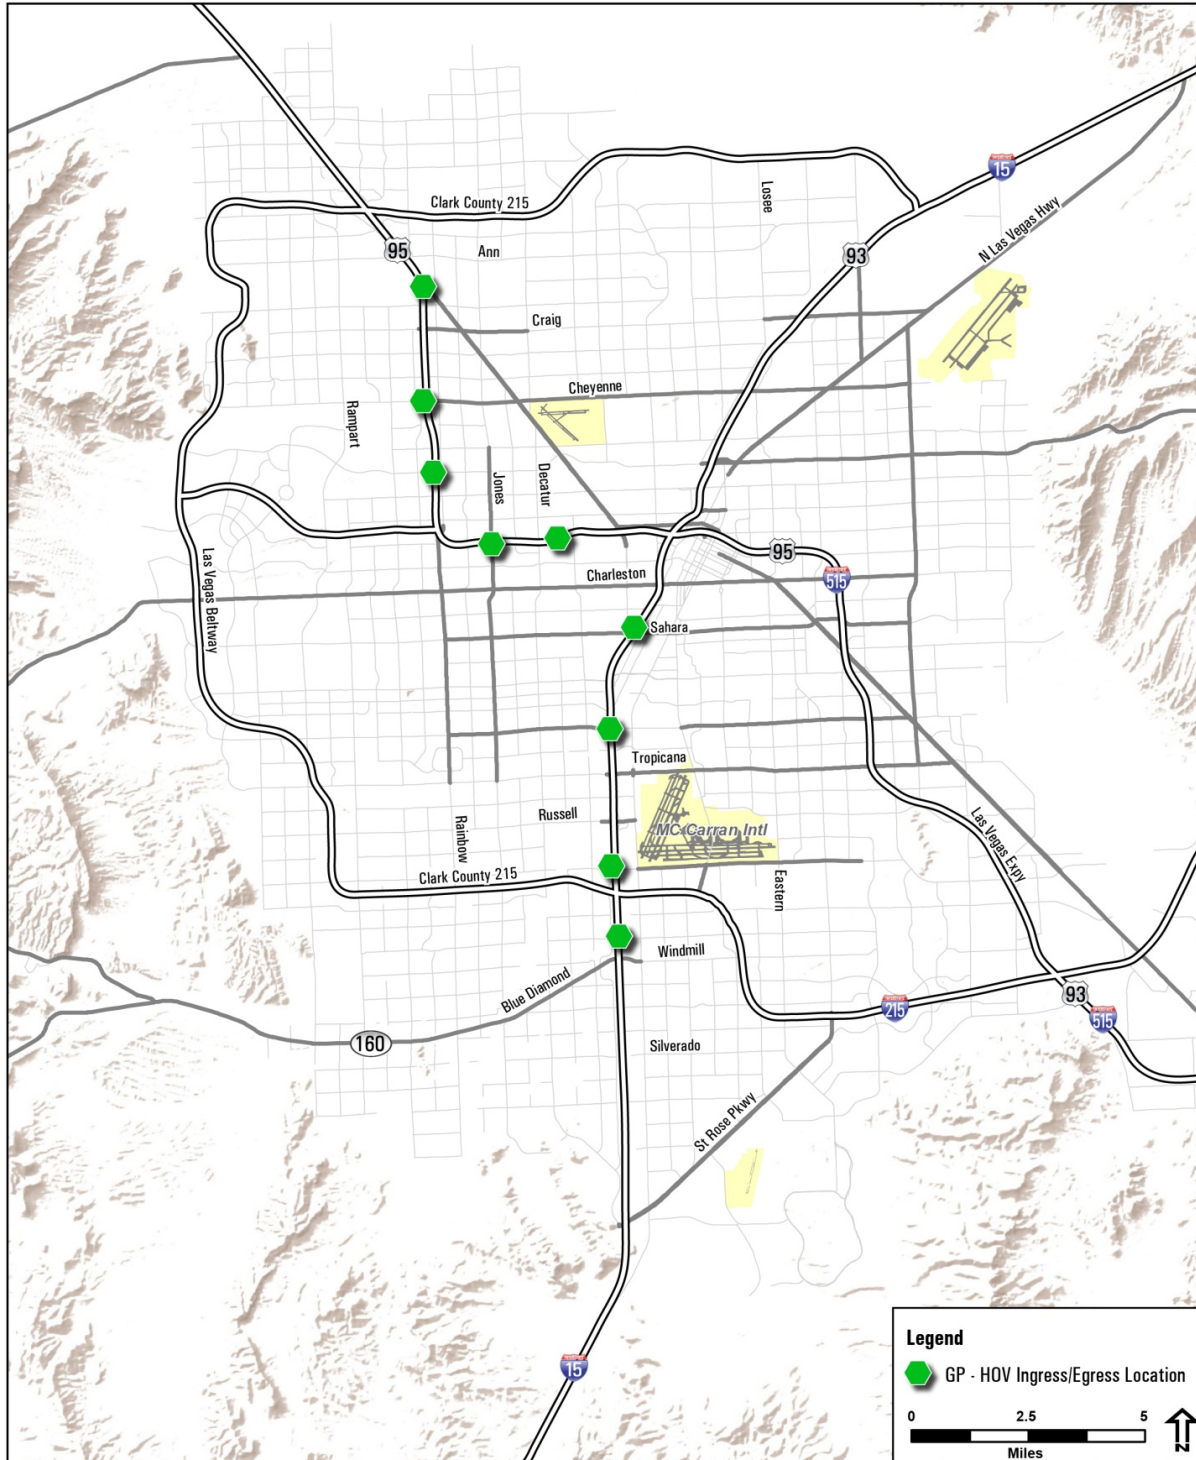 Clark County 215
Losee
15
N Las Vegas Hwy
95
Ann
93
Craig
Cheyenne
Rampart
Jones
Decatur
95
Las Vegas Beltway
Charleston
515
Sahara
Tropicana
Russell
MC Carran Intl
Rainbow
Las Vegas Expy
Clark County 215
Eastern
Windmill
Blue Diamond
93
215
515
160
Silverado
St Rose Pkwy
15
Legend
GP - HOV Ingress/Egress Location
0 2.5 5
Miles
N